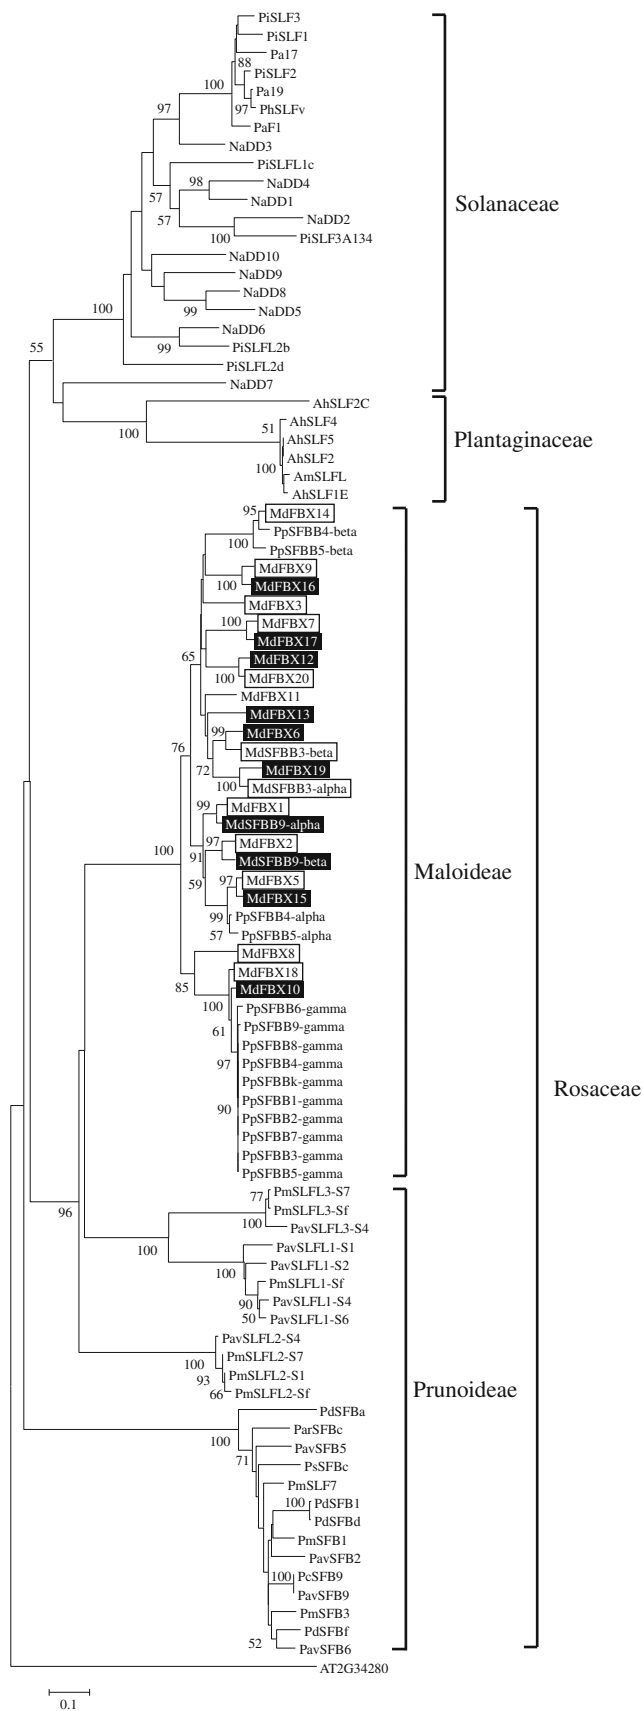 PiSLF3
PiSLF1
Pa17
88
PiSLF2
100
Pa19
97
PhSLFv
97
PaF1
NaDD3
PiSLFL1c
98
NaDD4
57
NaDD1
57
NaDD2
100
PiSLF3A134
Solanaceae
NaDD10
NaDD9
NaDD8
99
NaDD5
100
NaDD6
99
PiSLFL2b
55
PiSLFL2d
NaDD7
AhSLF2C
100
51
AhSLF4
AhSLF5
AhSLF2
100
AmSLFL
AhSLF1E
Plantaginaceae
95
MdFBX14
PpSFBB4-beta
100
PpSFBB5-beta
MdFBX9
100
MdFBX16
MdFBX3
100
MdFBX7
MdFBX17
65
MdFBX12
100
MdFBX20
MdFBX11
MdFBX13
99
MdFBX6
76
MdSFBB3-beta
72
MdFBX19
100
MdSFBB3-alpha
99
MdFBX1
MdSFBB9-alpha
100
97
MdFBX2
91
MdSFBB9-beta
59
97
MdFBX5
MdFBX15
99
PpSFBB4-alpha
57
PpSFBB5-alpha
MdFBX8
85
MdFBX18
100
MdFBX10
PpSFBB6-gamma
61
PpSFBB9-gamma
PpSFBB8-gamma
97
PpSFBB4-gamma
PpSFBBk-gamma
90
PpSFBB1-gamma
PpSFBB2-gamma
PpSFBB7-gamma
PpSFBB3-gamma
PpSFBB5-gamma
Maloideae
Rosaceae
96
77
PmSLFL3-S7
PmSLFL3-Sf
100
PavSLFL3-S4
100
PavSLFL1-S1
100
PavSLFL1-S2
PmSLFL1-Sf
90
PavSLFL1-S4
50
PavSLFL1-S6
PavSLFL2-S4
100
PmSLFL2-S7
93
PmSLFL2-S1
66
PmSLFL2-Sf
Prunoideae
PdSFBa
100
ParSFBc
71
PavSFB5
PsSFBc
PmSLF7
100
PdSFB1
PdSFBd
PmSFB1
PavSFB2
100
PcSFB9
PavSFB9
PmSFB3
PdSFBf
52
PavSFB6
AT2G34280
0.1